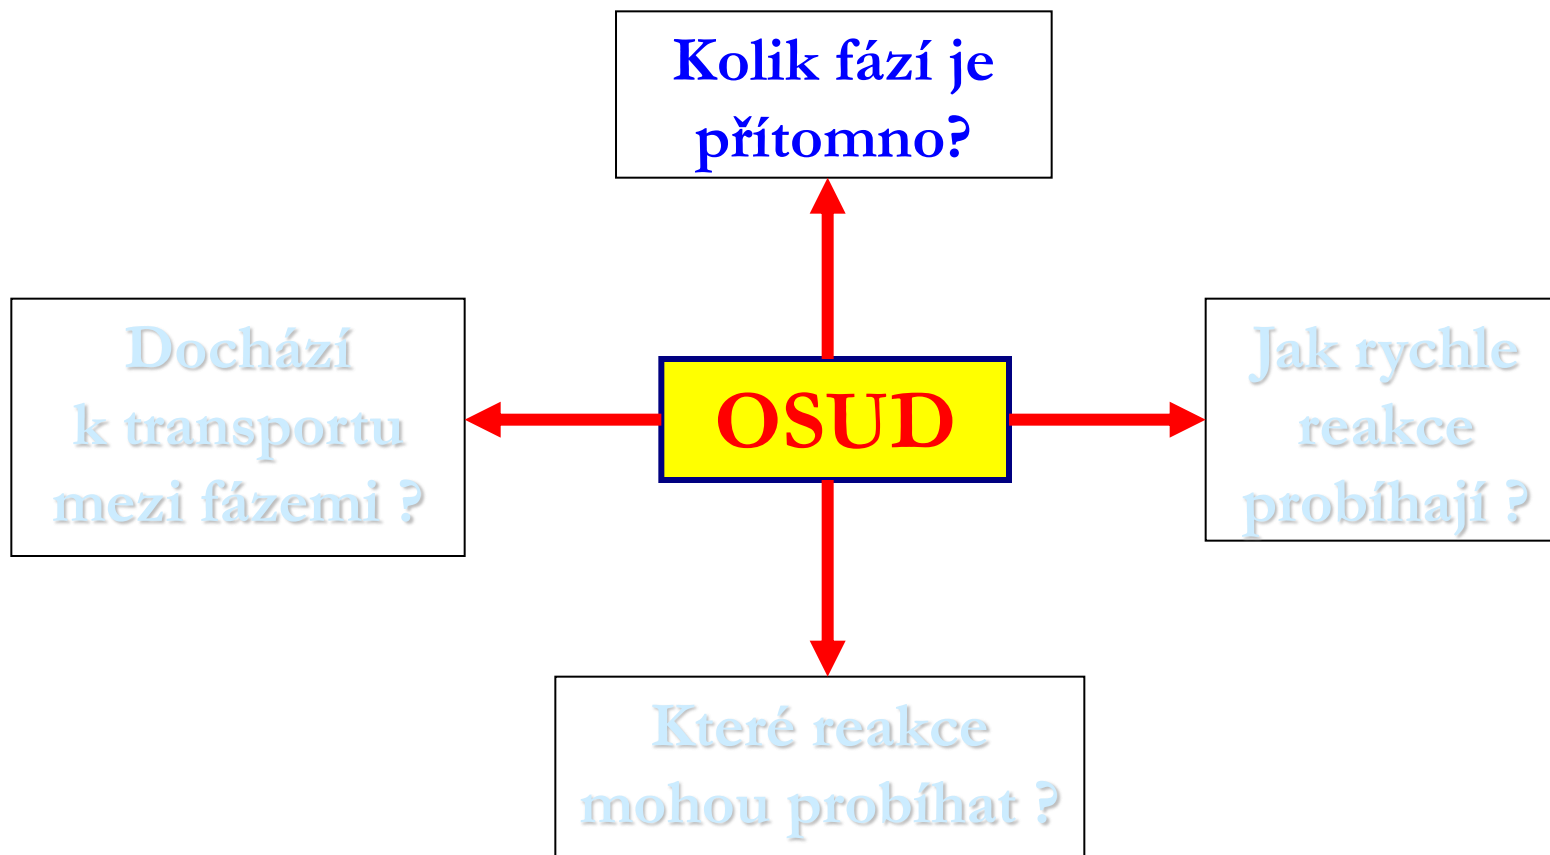 Kolik fází je
přítomno?
Dochází
k transportu
mezi fázemi ?
OSUD
Jak rychle
reakce
probíhají ?
Které reakce
mohou probíhat ?